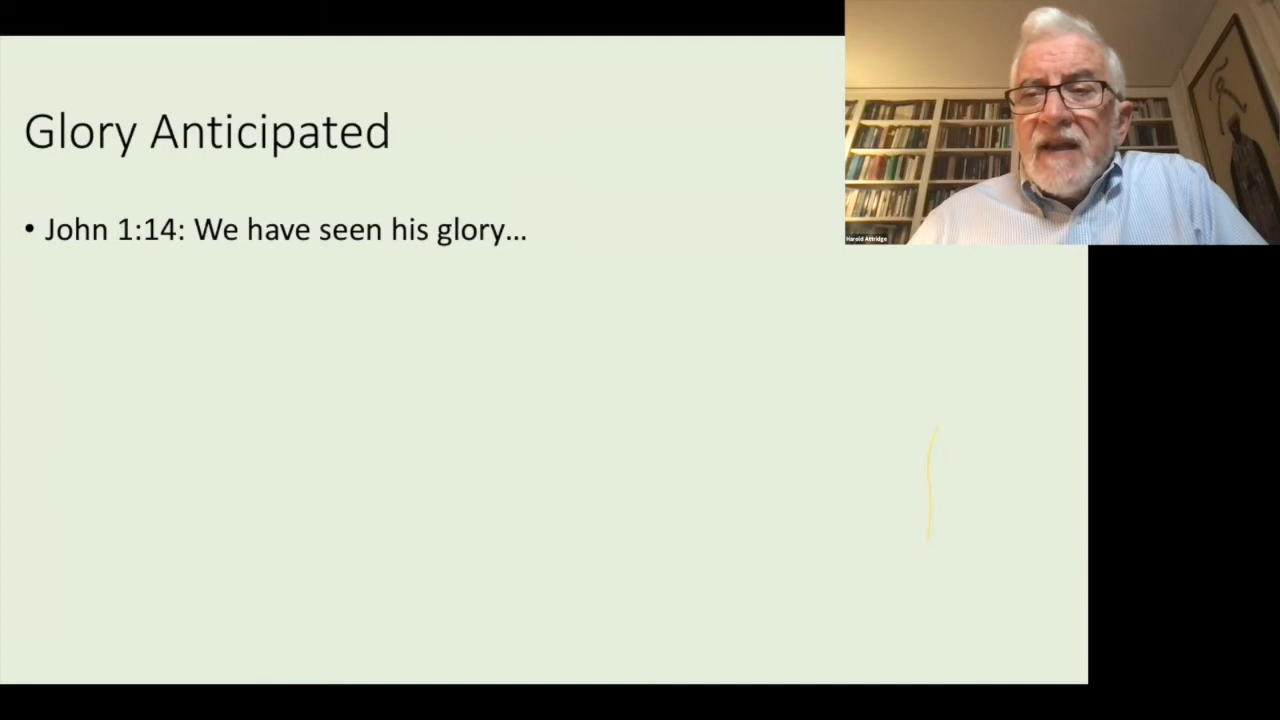 Glory Anticipated
• John 1:14: We have seen his glory...
Harold Attridge